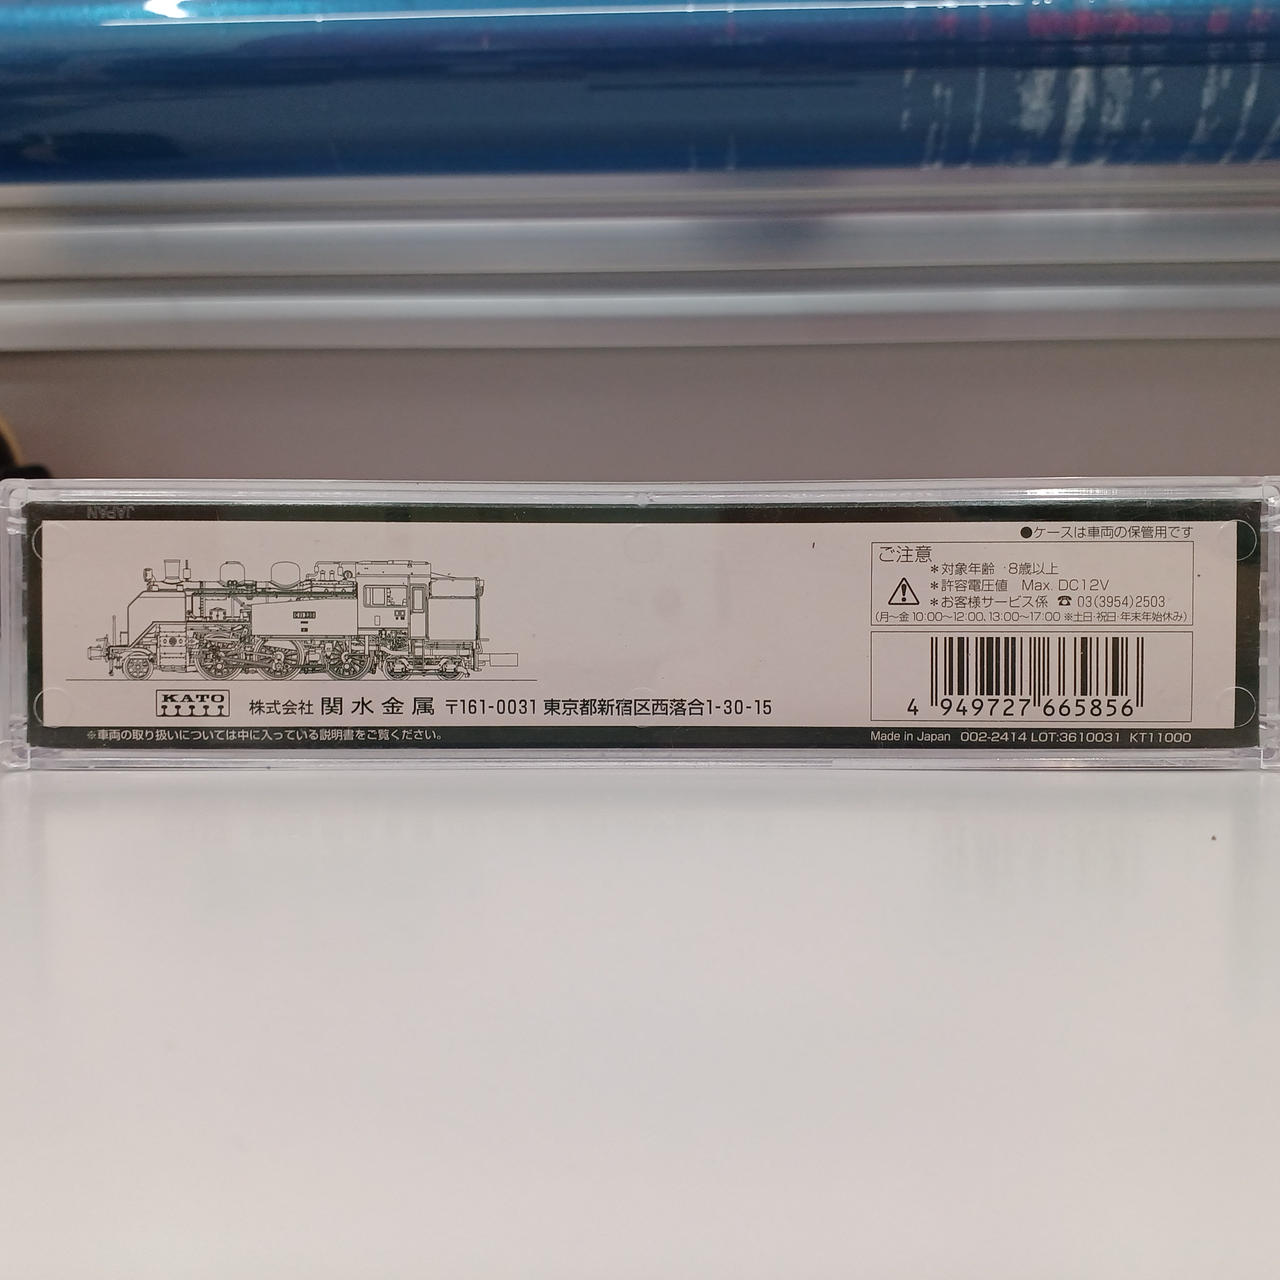 JAPAN
●ケースは車両の保管用です
ご注意
＊対象年齢 8歳以上
＊許容電圧値 Max. DC12V
＊お客様サービス係 ☎ 03(3954)2503
(月〜金 10:00〜12:00, 13:00〜17:00 ※土日・祝日・年末年始休み)
4 949727 665856
KATO
株式会社 関水金属 〒161-0031 東京都新宿区西落合1-30-15
※車両の取り扱いについては中に入っている説明書をご覧ください。
Made in Japan 002-2414 LOT:3610031 KT11000